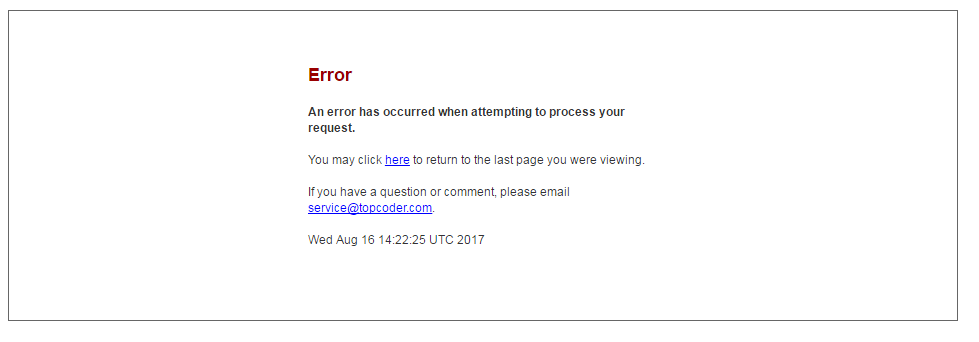 Error
An error has occurred when attempting to process your
request.
You may click here to return to the last page you were viewing.
If you have a question or comment, please email
service@topcoder.com.
Wed Aug 16 14:22:25 UTC 2017